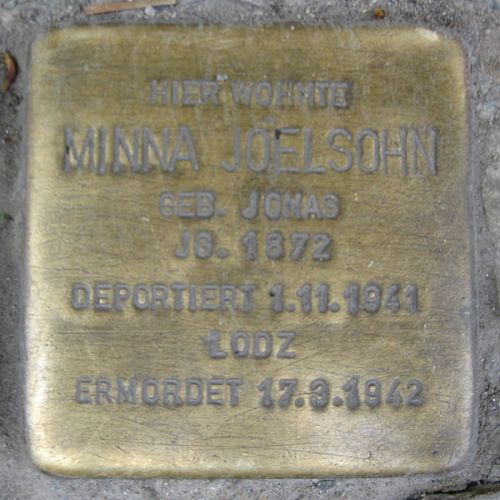 HIER WOHNTE
MINNA JOELSOHN
GEB. JONAS
JG. 1872
DEPORTIERT 1.11.1941
LODZ
ERMORDET 17.3.1942